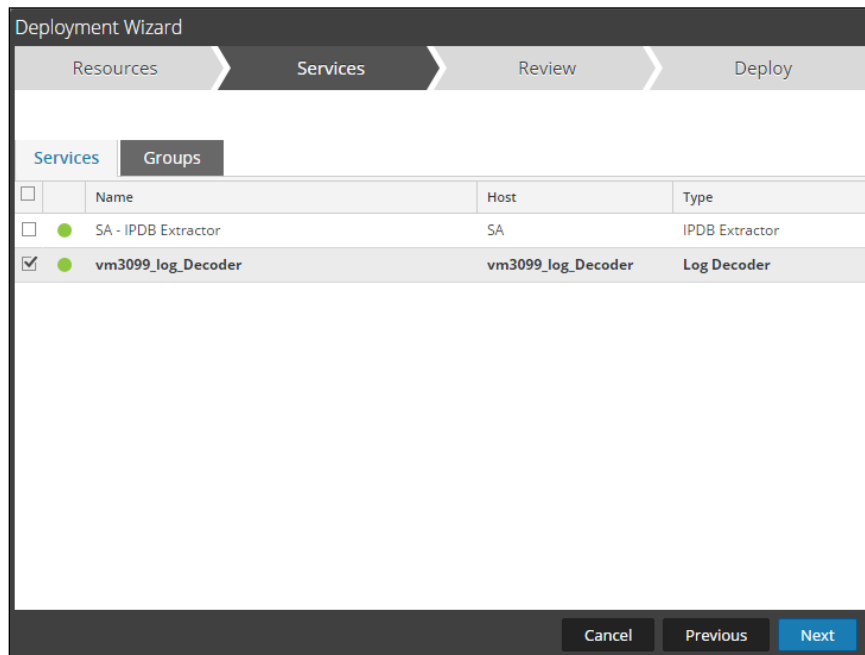 Deployment Wizard
Resources Services Review Deploy
Services Groups
Name Host Type
SA - IPDB Extractor SA IPDB Extractor
vm3099_log_Decoder vm3099_log_Decoder Log Decoder
Cancel Previous Next